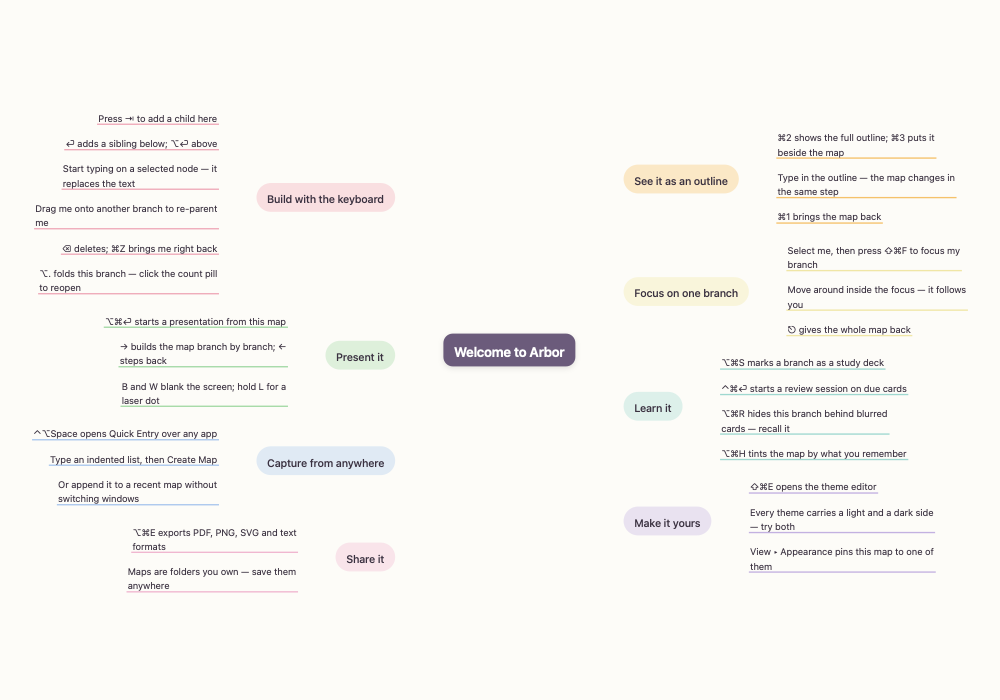 Welcome to Arbor
Build with the keyboard
Press ⇥ to add a child here
⏎ adds a sibling below; ⌥⏎ above
Start typing on a selected node — it
replaces the text
Drag me onto another branch to re-parent
me
⌫ deletes; ⌘Z brings me right back
⌥. folds this branch — click the count pill
to reopen
Present it
⌥⌘⏎ starts a presentation from this map
→ builds the map branch by branch; ←
steps back
B and W blank the screen; hold L for a
laser dot
Capture from anywhere
^⌥Space opens Quick Entry over any app
Type an indented list, then Create Map
Or append it to a recent map without
switching windows
Share it
⌥⌘E exports PDF, PNG, SVG and text
formats
Maps are folders you own — save them
anywhere
See it as an outline
⌘2 shows the full outline; ⌘3 puts it
beside the map
Type in the outline — the map changes in
the same step
⌘1 brings the map back
Focus on one branch
Select me, then press ⇧⌘F to focus my
branch
Move around inside the focus — it follows
you
⎋ gives the whole map back
Learn it
⌥⌘S marks a branch as a study deck
^⌘⏎ starts a review session on due cards
⌥⌘R hides this branch behind blurred
cards — recall it
⌥⌘H tints the map by what you remember
Make it yours
⇧⌘E opens the theme editor
Every theme carries a light and a dark side
— try both
View ‣ Appearance pins this map to one of
them